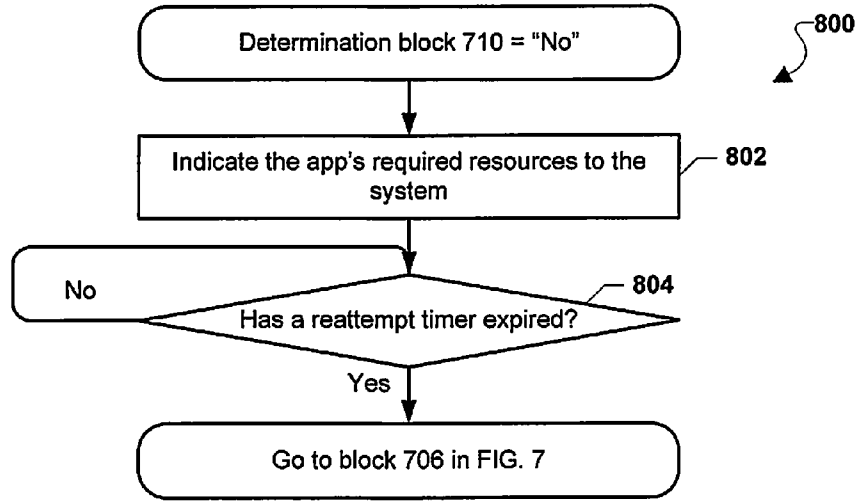 Determination block 710 = “No”
800
Indicate the app's required resources to the
system
802
No
804
Has a reattempt timer expired?
Yes
Go to block 706 in FIG. 7